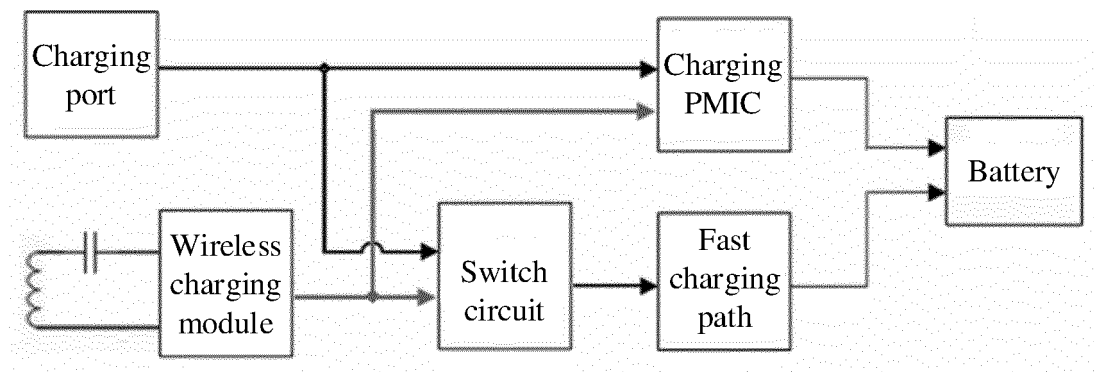 Charging
port
Charging
PMIC
Battery
Wireless
charging
module
Switch
circuit
Fast
charging
path